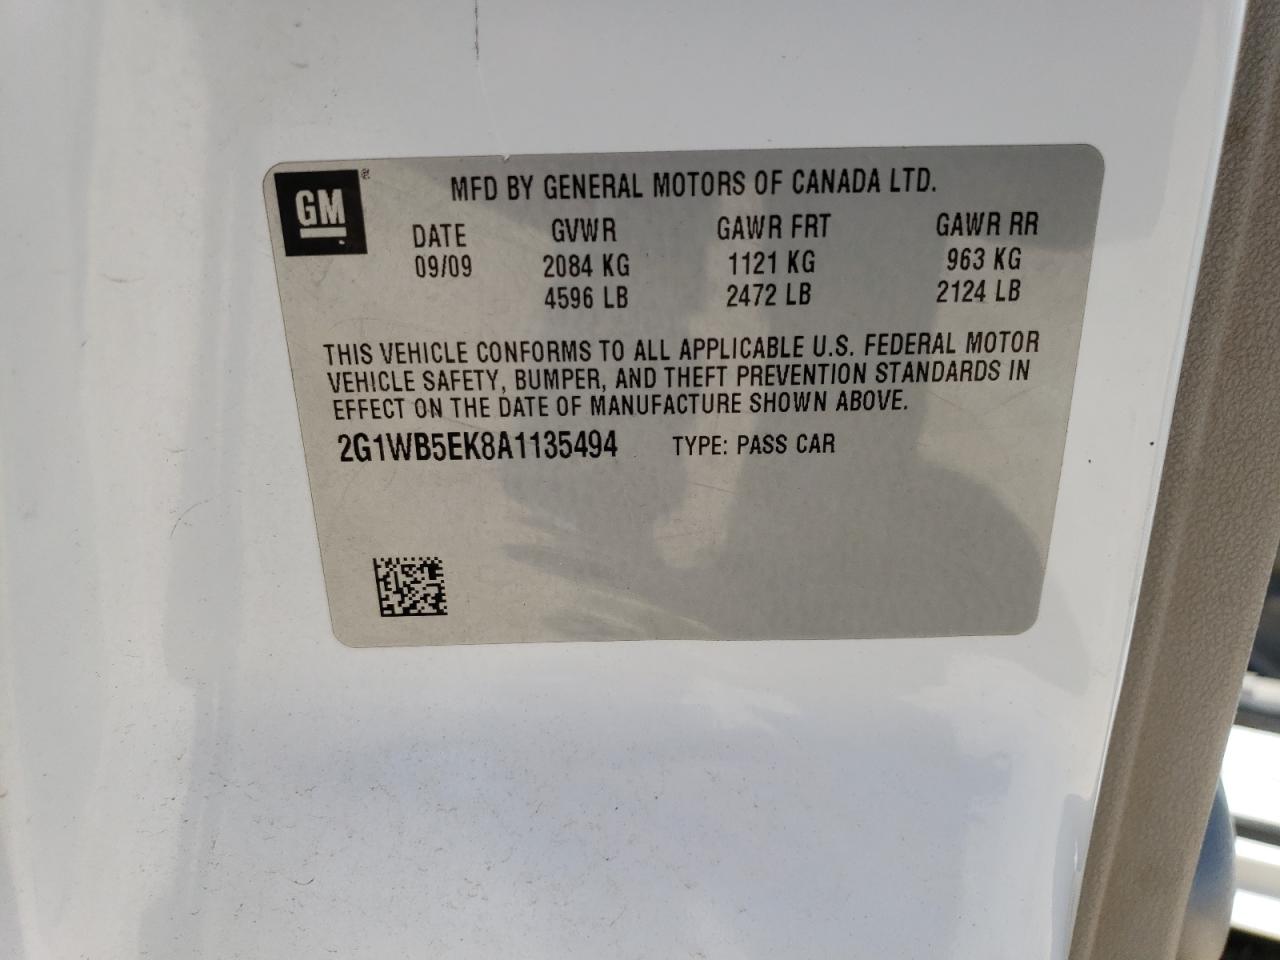 GM ®
MFD BY GENERAL MOTORS OF CANADA LTD.
DATE GVWR GAWR FRT GAWR RR
09/09 2084 KG 1121 KG 963 KG
4596 LB 2472 LB 2124 LB
THIS VEHICLE CONFORMS TO ALL APPLICABLE U.S. FEDERAL MOTOR
VEHICLE SAFETY, BUMPER, AND THEFT PREVENTION STANDARDS IN
EFFECT ON THE DATE OF MANUFACTURE SHOWN ABOVE.
2G1WB5EK8A1135494 TYPE: PASS CAR